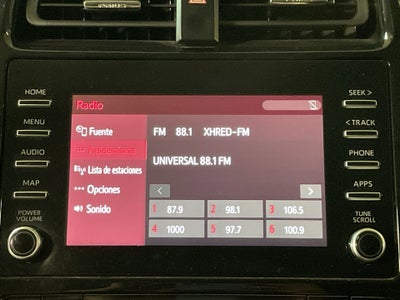 HOME
MENU
AUDIO
MAP
POWER
VOLUME
Radio
Fuente
Lista de estaciones
Opciones
Sonido
FM 88.1 XHRED-FM
UNIVERSAL 88.1 FM
< >
1 87.9 2 98.1 3 106.5
4 1000 5 97.7 6 100.9
SEEK >
< TRACK
PHONE
APPS
TUNE
SCROLL